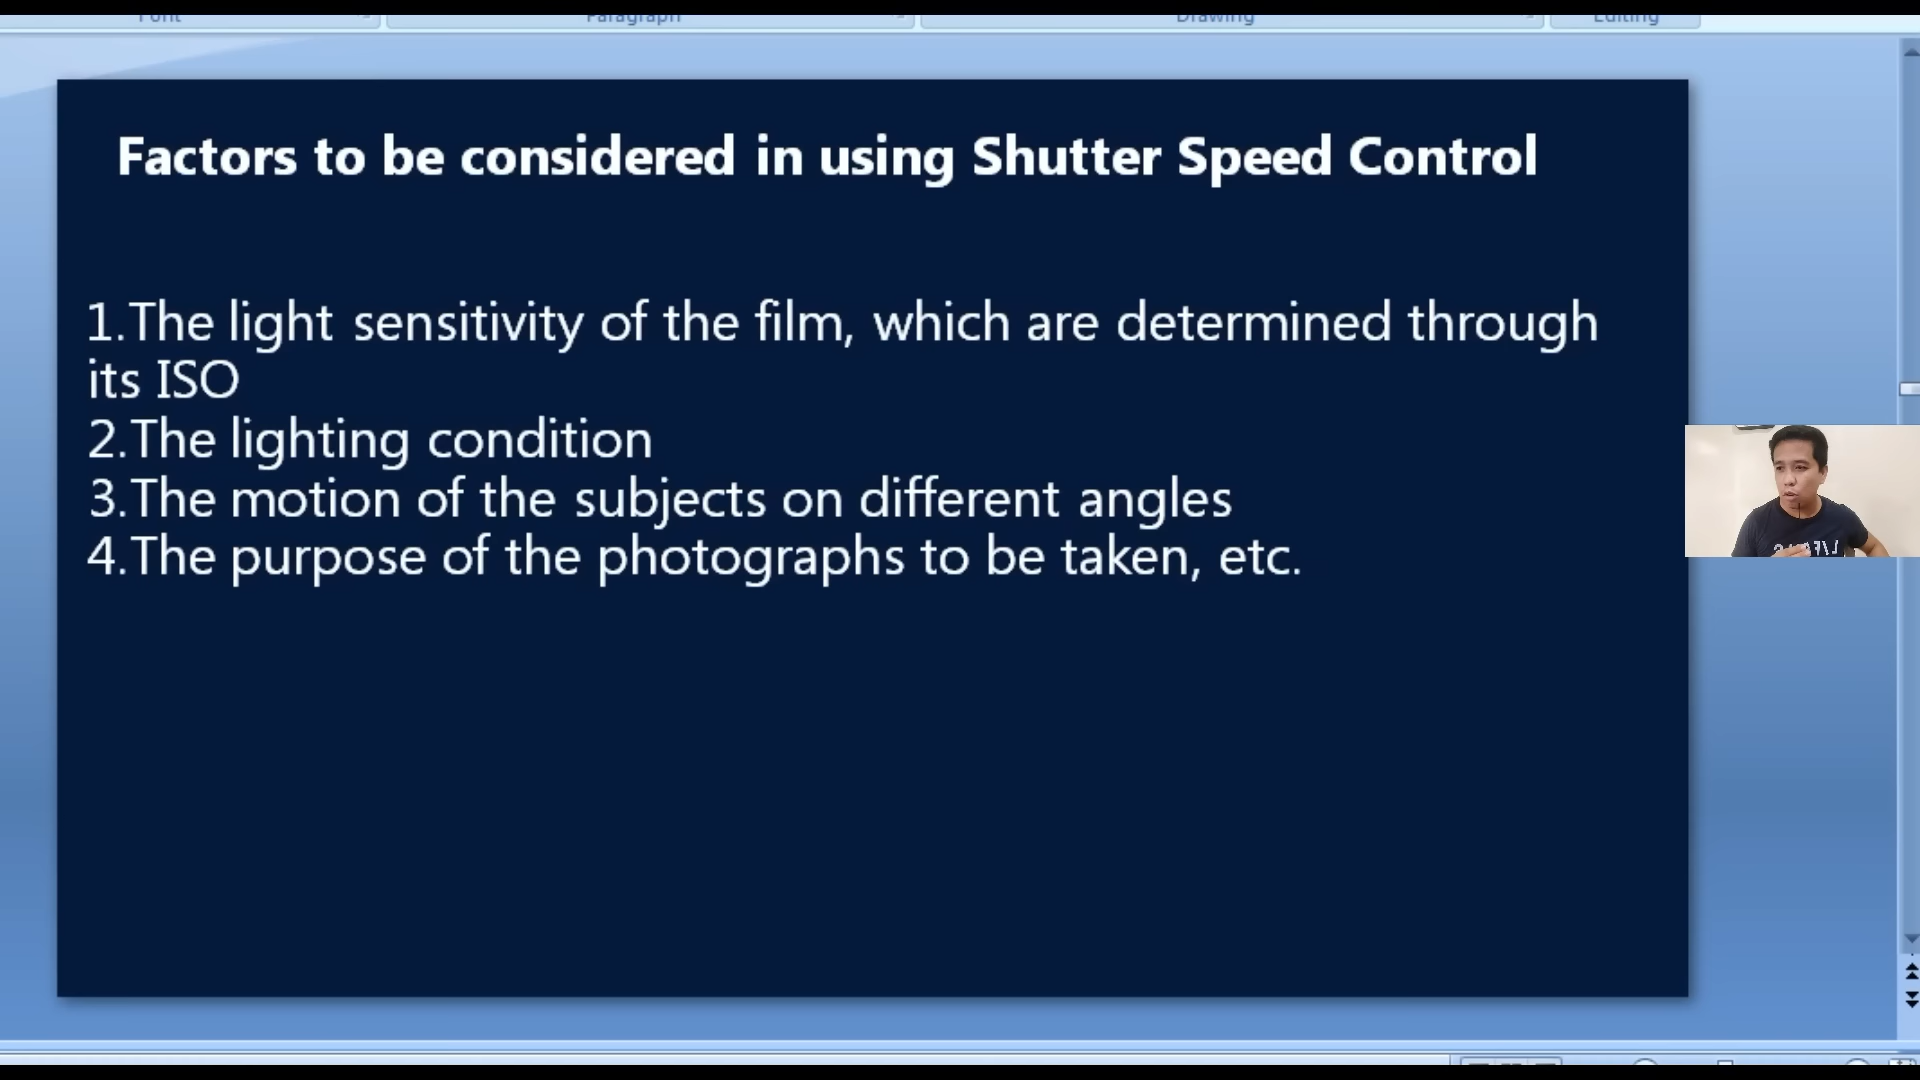 Font Paragraph Drawing Editing
Factors to be considered in using Shutter Speed Control
1.The light sensitivity of the film, which are determined through
its ISO
2.The lighting condition
3.The motion of the subjects on different angles
4.The purpose of the photographs to be taken, etc.